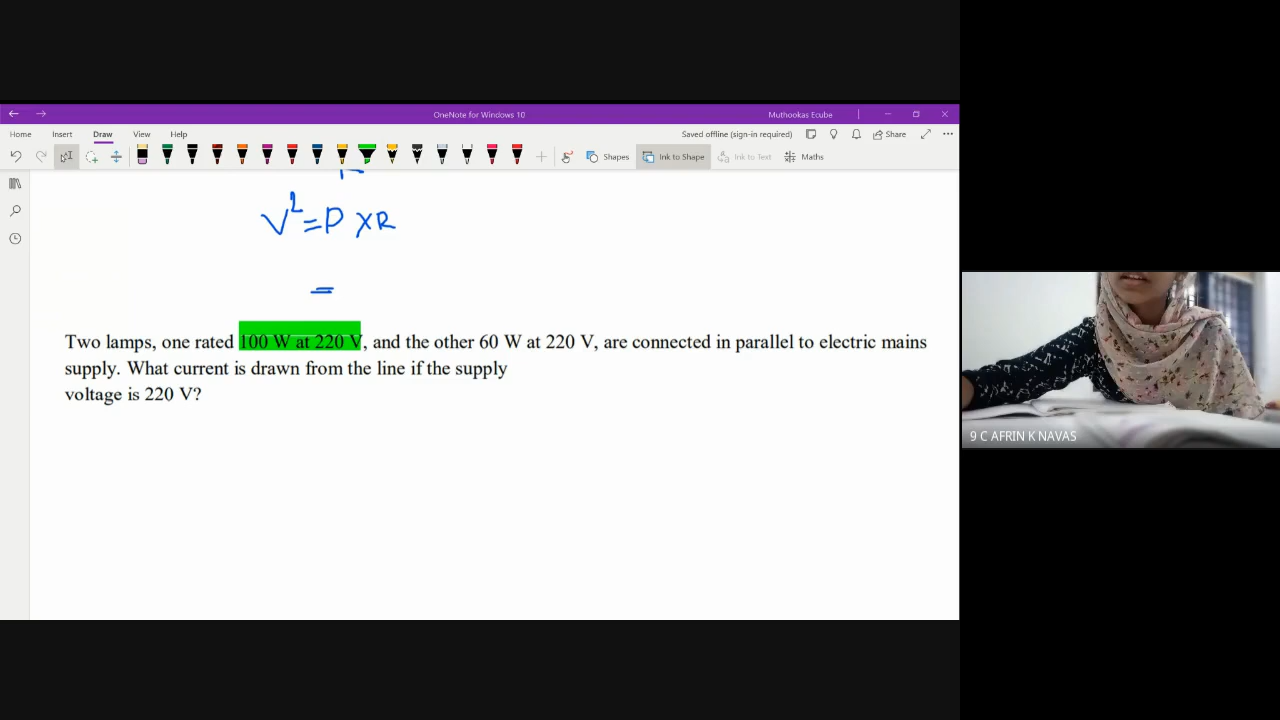 OneNote for Windows 10
Muthookas Ecube
Home Insert Draw View Help
Saved offline (sign-in required)
Share
Shapes
Ink to Shape
Ink to Text
Maths
V²=P×R
=
Two lamps, one rated 100 W at 220 V, and the other 60 W at 220 V, are connected in parallel to electric mains
supply. What current is drawn from the line if the supply
voltage is 220 V?
9 C AFRIN K NAVAS